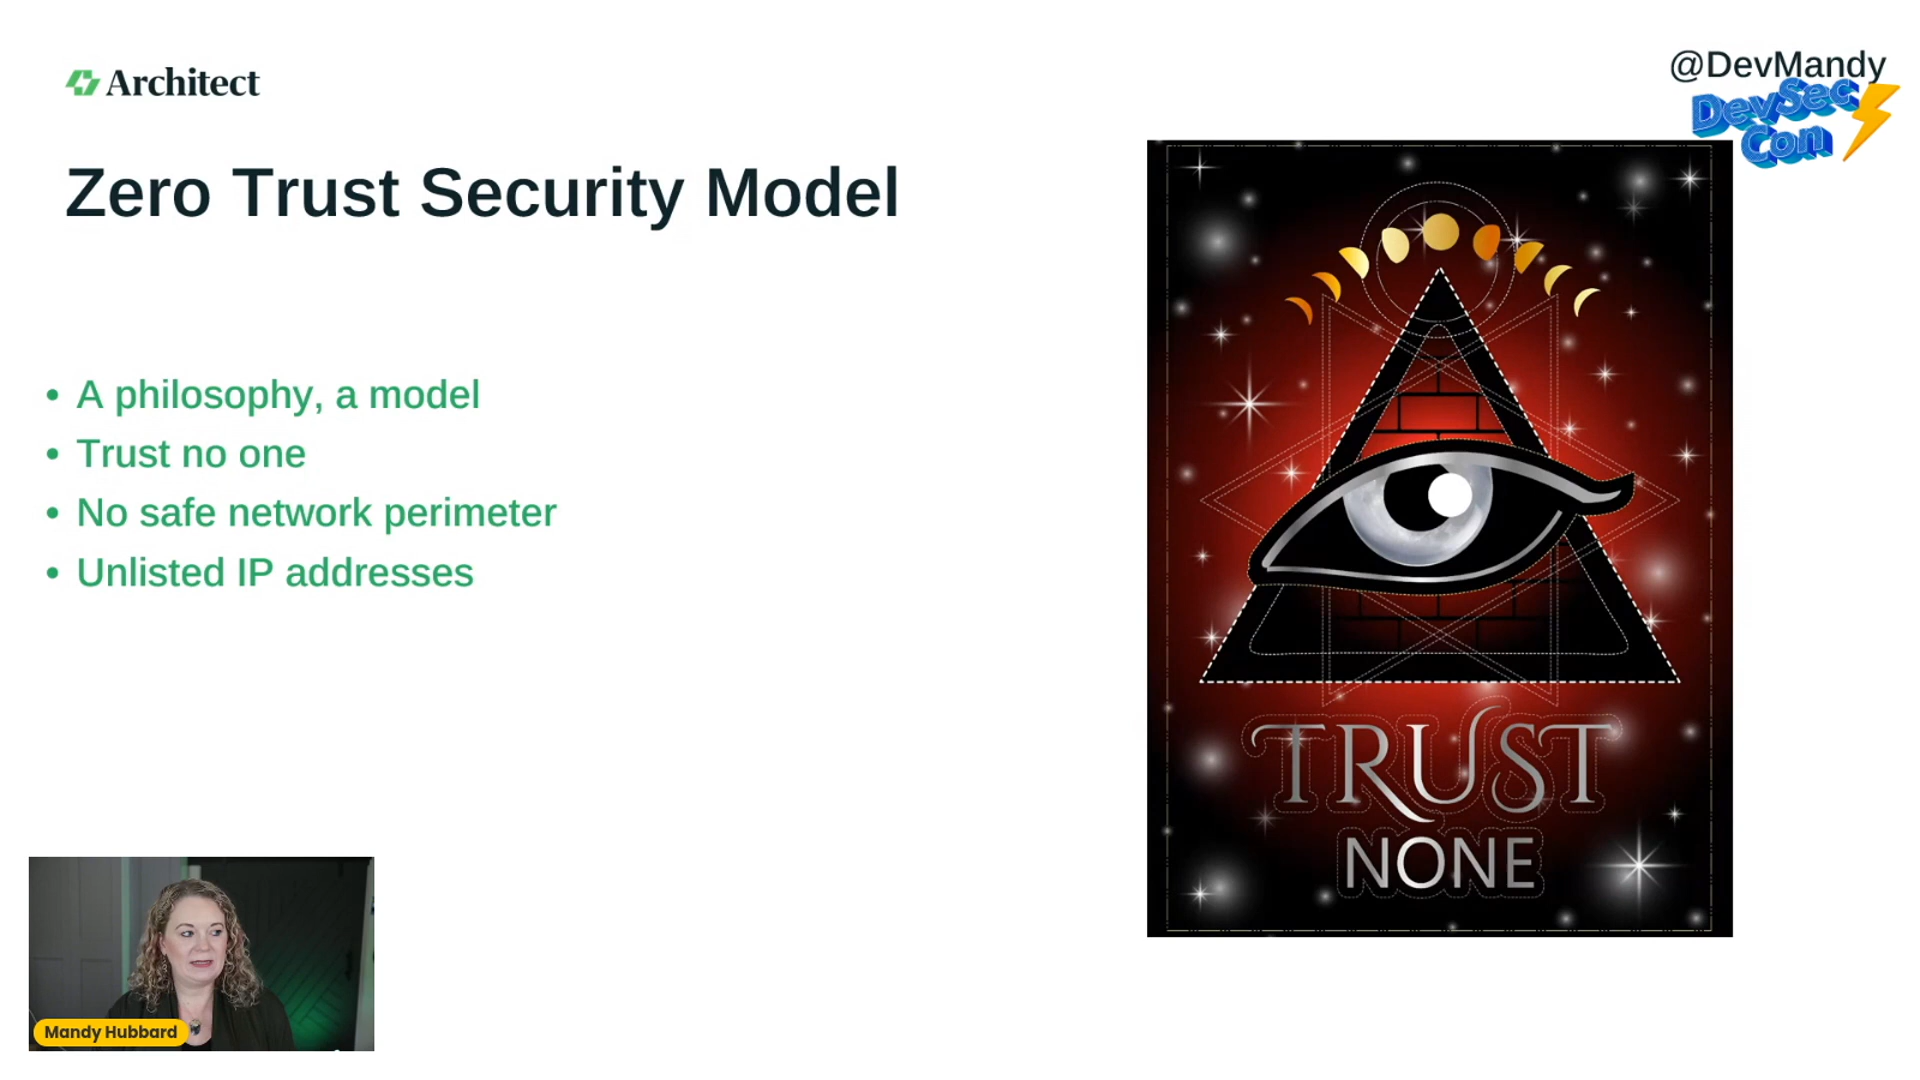 Architect
@DevMandy
DevSec
Con
Zero Trust Security Model
• A philosophy, a model
• Trust no one
• No safe network perimeter
• Unlisted IP addresses
TRUST
NONE
Mandy Hubbard